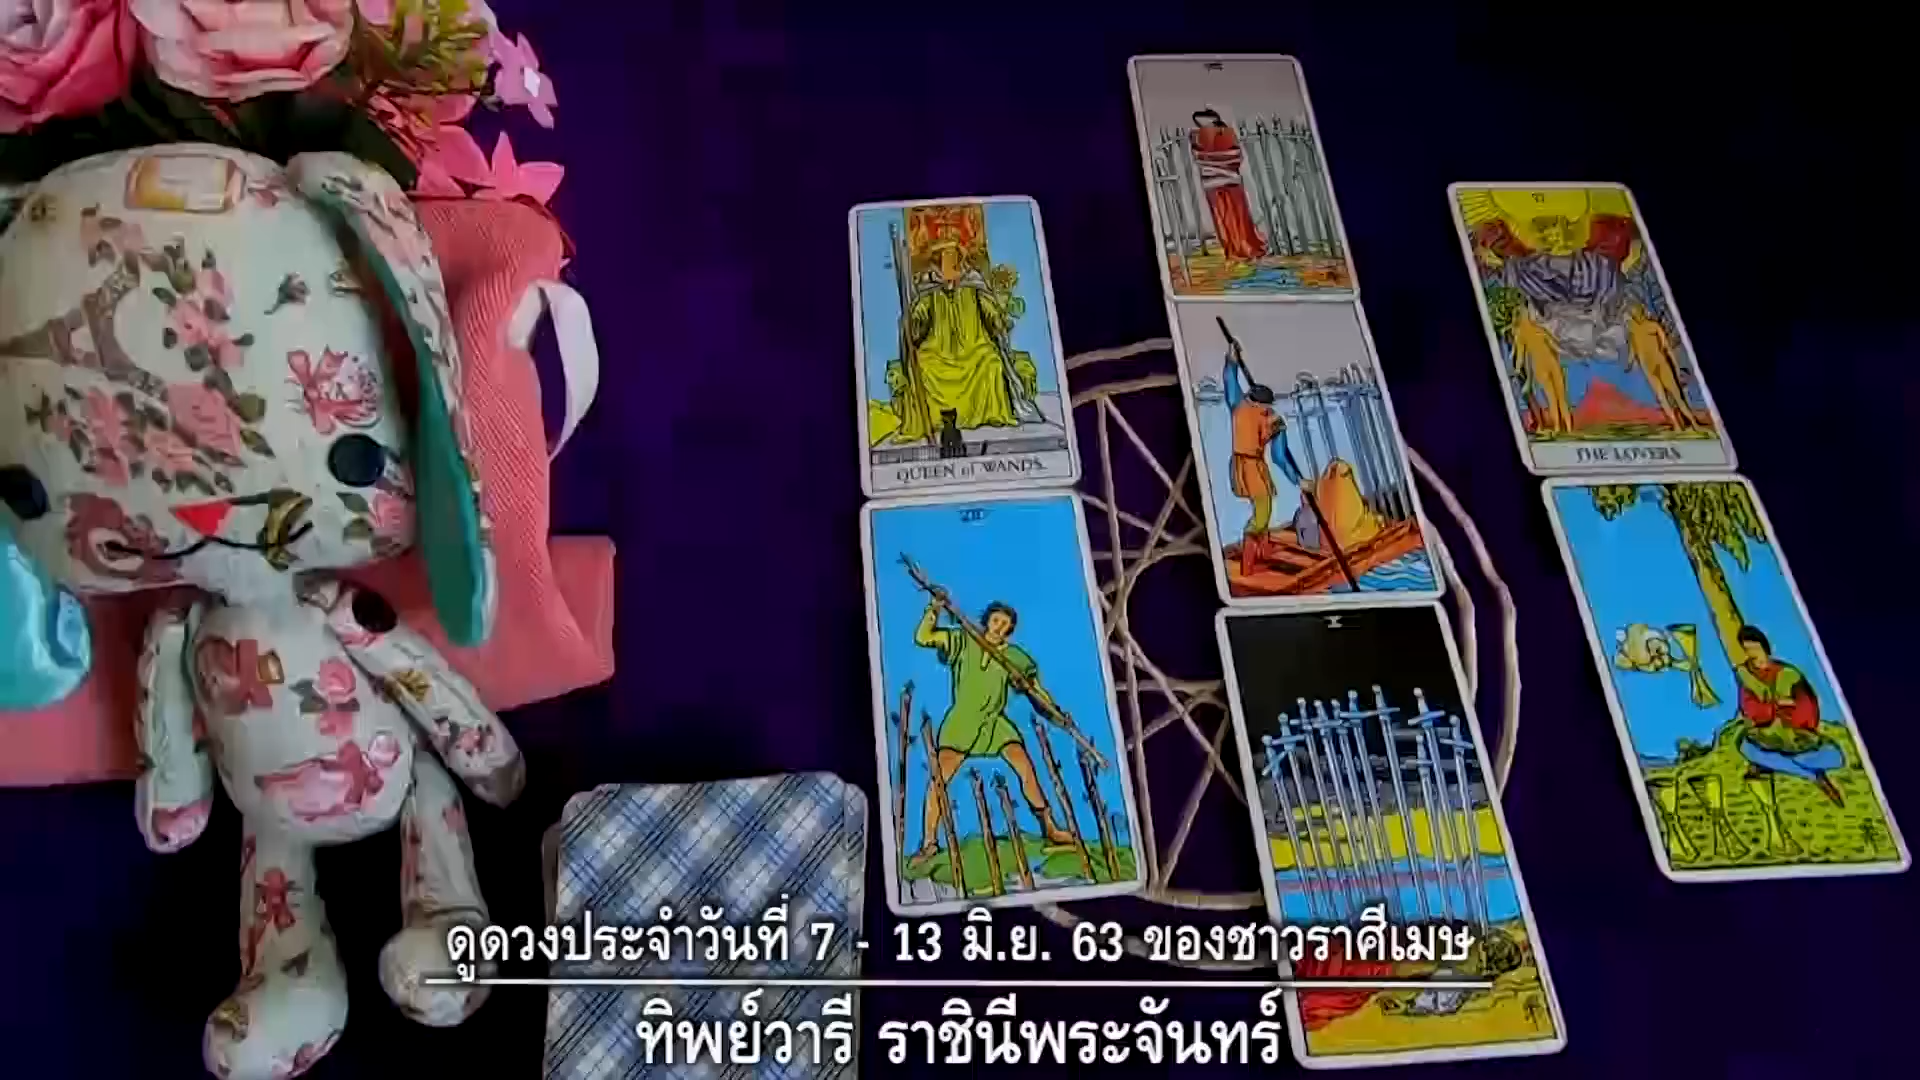 QUEEN of WANDS.
THE LOVERS.
VII
X
VI
ดูดวงประจำวันที่ 7 - 13 มิ.ย. 63 ของชาวราศีเมษ
ทิพย์วารี ราชินีพระจันทร์